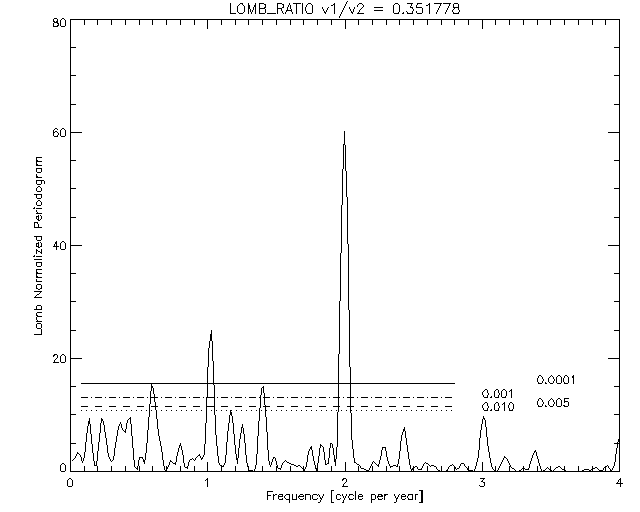 LOMB_RATIO v1/v2 = 0.351778
80
60
40
20
0
Lomb Normalized Periodogram
0.0001
0.001
0.005
0.010
0 1 2 3 4
Frequency [cycle per year]